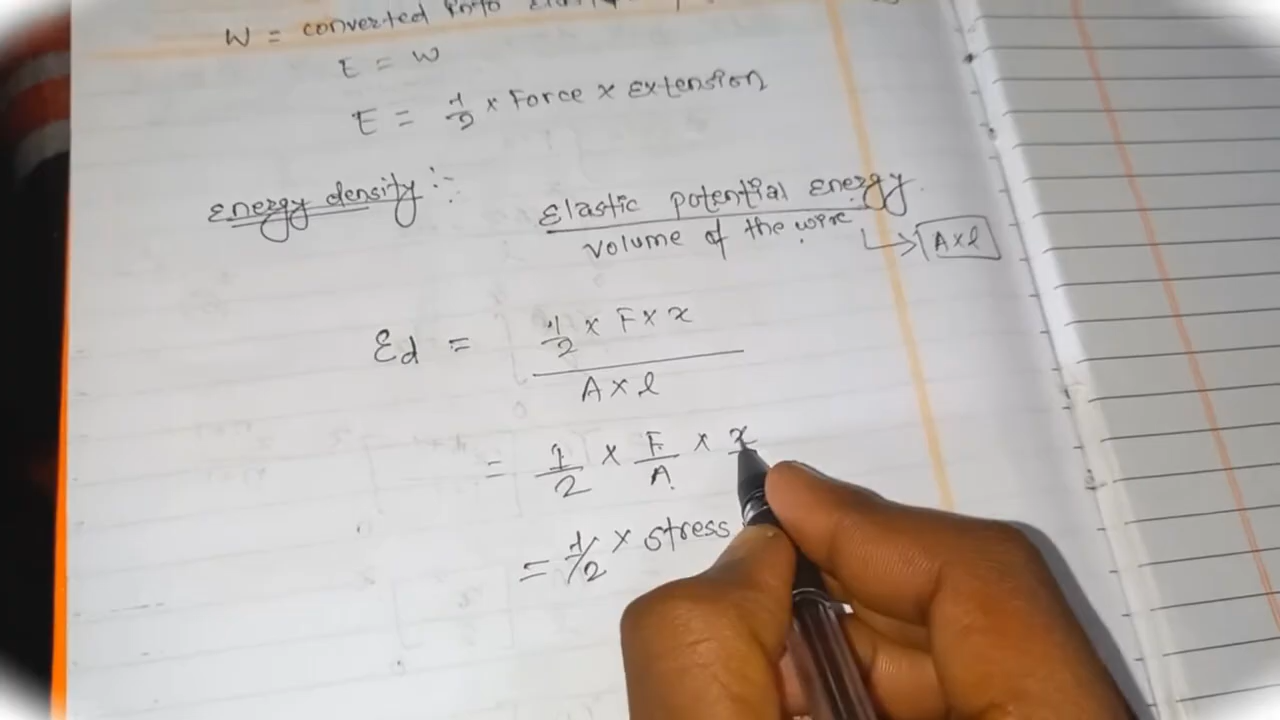 W = converted into
E = W
E = 1/2 × Force × Extension
Energy density :-
Elastic potential Energy
volume of the wire → A×l
Ed = 1/2 × F × x
A × l
= 1/2 × F/A × x
= 1/2 × stress